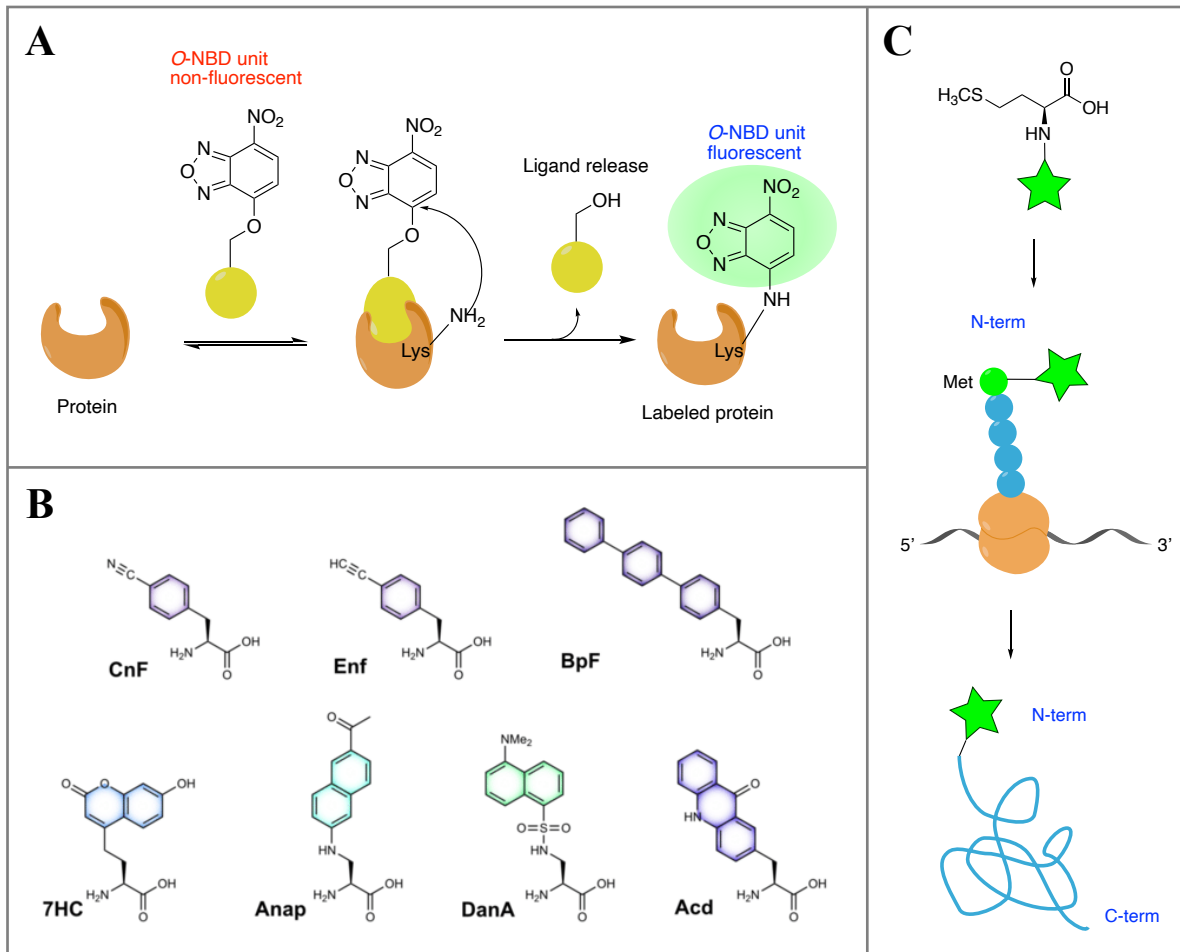 A
O-NBD unit
non-fluorescent
NO2
N
O
N
O
Protein
NO2
N
O
N
O
NH2
Lys
Ligand release
OH
O-NBD unit
fluorescent
NO2
N
O
N
NH
Lys
Labeled protein
B
N
C
H2N
OH
O
CnF
HC
H2N
OH
O
Enf
H2N
OH
O
BpF
O
O
OH
H2N
OH
O
7HC
O
HN
H2N
OH
O
Anap
NMe2
O=S=O
HN
H2N
OH
O
DanA
O
HN
H2N
OH
O
Acd
C
O
H3CS
OH
HN
N-term
Met
5’
3’
N-term
C-term